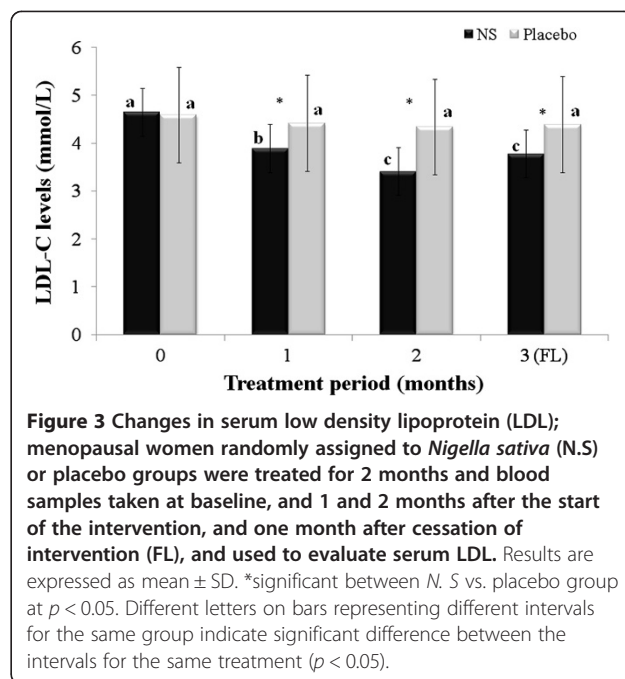 NS Placebo
6
5
4
3
2
1
0
LDL-C levels (mmol/L)
a a * b a * c a * c a
0 1 2 3 (FL)
Treatment period (months)
Figure 3 Changes in serum low density lipoprotein (LDL);
menopausal women randomly assigned to Nigella sativa (N.S)
or placebo groups were treated for 2 months and blood
samples taken at baseline, and 1 and 2 months after the start
of the intervention, and one month after cessation of
intervention (FL), and used to evaluate serum LDL. Results are
expressed as mean ± SD. *significant between N. S vs. placebo group
at p < 0.05. Different letters on bars representing different intervals
for the same group indicate significant difference between the
intervals for the same treatment (p < 0.05).